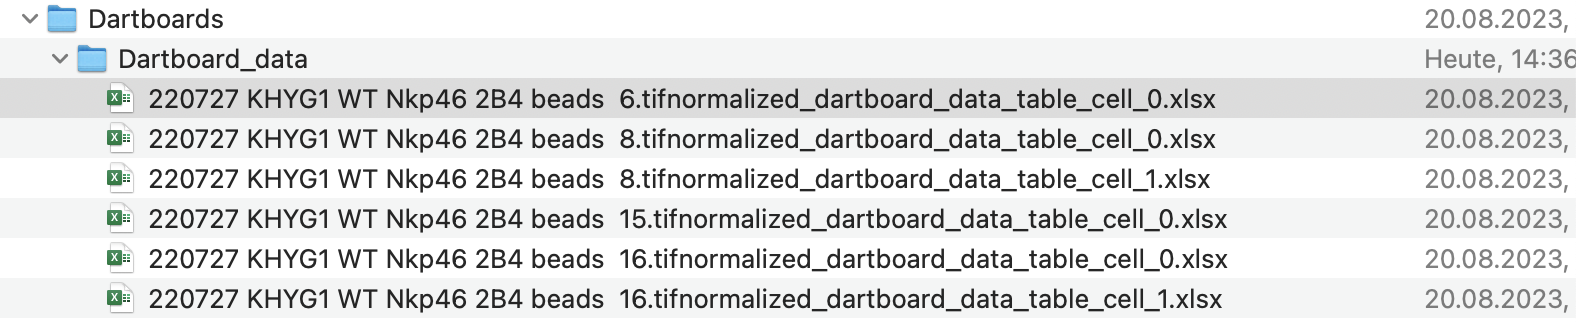 Dartboards 20.08.2023,
Dartboard_data Heute, 14:36
220727 KHYG1 WT Nkp46 2B4 beads  6.tifnormalized_dartboard_data_table_cell_0.xlsx 20.08.2023,
220727 KHYG1 WT Nkp46 2B4 beads  8.tifnormalized_dartboard_data_table_cell_0.xlsx 20.08.2023,
220727 KHYG1 WT Nkp46 2B4 beads  8.tifnormalized_dartboard_data_table_cell_1.xlsx 20.08.2023,
220727 KHYG1 WT Nkp46 2B4 beads  15.tifnormalized_dartboard_data_table_cell_0.xlsx 20.08.2023,
220727 KHYG1 WT Nkp46 2B4 beads  16.tifnormalized_dartboard_data_table_cell_0.xlsx 20.08.2023,
220727 KHYG1 WT Nkp46 2B4 beads  16.tifnormalized_dartboard_data_table_cell_1.xlsx 20.08.2023,